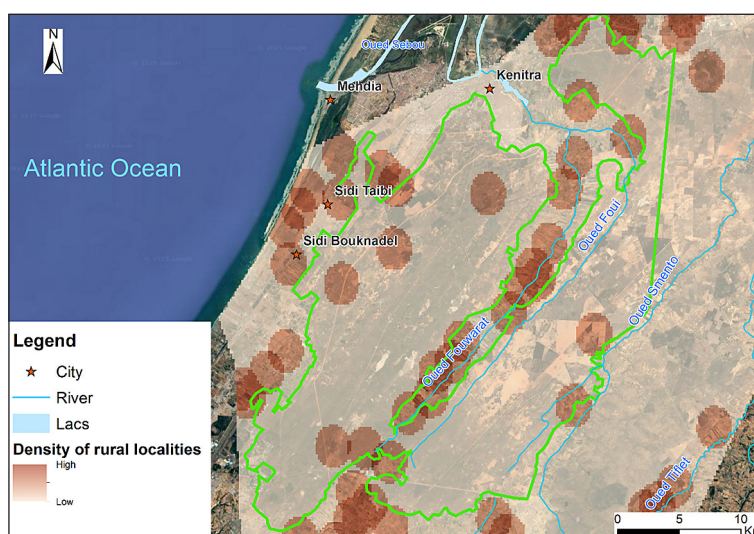 N
Oued Sebou
Mehdia
Kenitra
Atlantic Ocean
Sidi Taibi
Sidi Bouknadel
Oued Foui
Oued Smento
Oued Fouwarat
Oued Tiflet
Legend
City
River
Lacs
Density of rural localities
High
Low
0 5 10